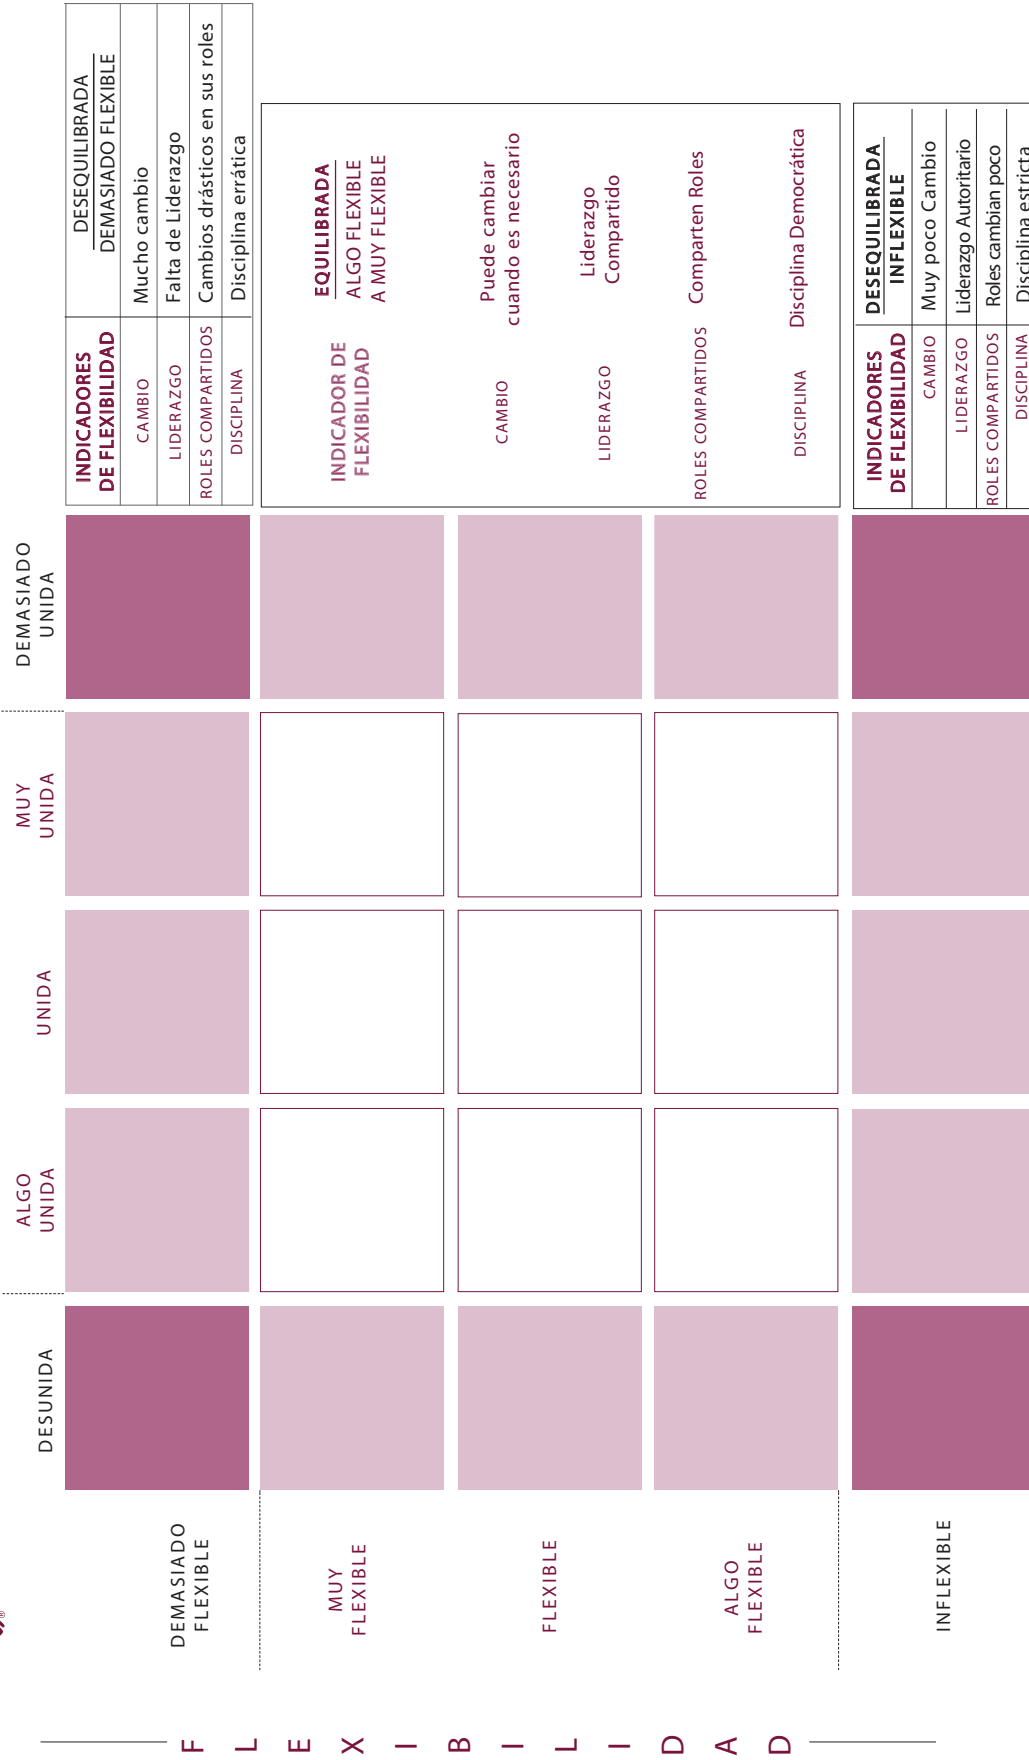 DESUNIDA
ALGO
UNIDA
UNIDA
MUY
UNIDA
DEMASIADO
UNIDA
FLEXIBILIDAD
DEMASIADO
FLEXIBLE
MUY
FLEXIBLE
FLEXIBLE
ALGO
FLEXIBLE
INFLEXIBLE
INDICADORES
DE FLEXIBILIDAD
DESEQUILIBRADA
DEMASIADO FLEXIBLE
CAMBIO
Mucho cambio
LIDERAZGO
Falta de Liderazgo
ROLES COMPARTIDOS
Cambios drásticos en sus roles
DISCIPLINA
Disciplina errática
INDICADOR DE
FLEXIBILIDAD
EQUILIBRADA
ALGO FLEXIBLE
A MUY FLEXIBLE
CAMBIO
Puede cambiar
cuando es necesario
LIDERAZGO
Liderazgo
Compartido
ROLES COMPARTIDOS
Comparten Roles
DISCIPLINA
Disciplina Democrática
INDICADORES
DE FLEXIBILIDAD
DESEQUILIBRADA
INFLEXIBLE
CAMBIO
Muy poco Cambio
LIDERAZGO
Liderazgo Autoritario
ROLES COMPARTIDOS
Roles cambian poco
DISCIPLINA
Disciplina estricta